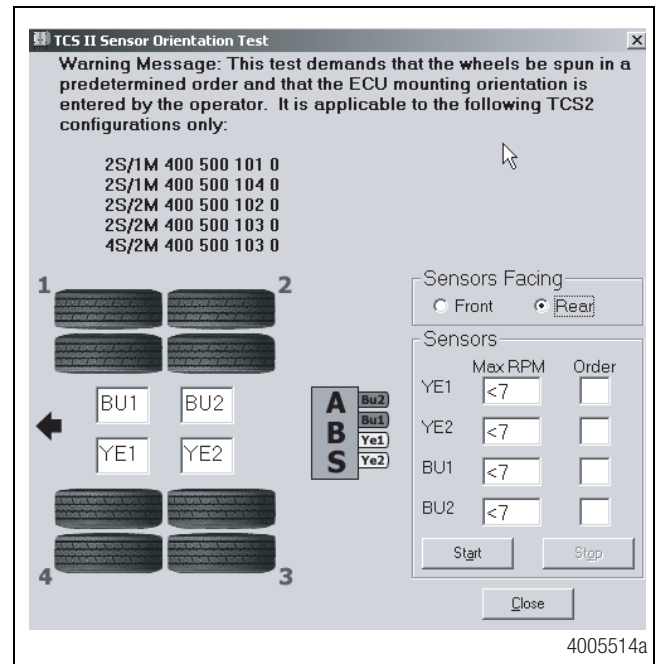 TCS II Sensor Orientation Test
Warning Message: This test demands that the wheels be spun in a
predetermined order and that the ECU mounting orientation is
entered by the operator. It is applicable to the following TCS2
configurations only:
2S/1M 400 500 101 0
2S/1M 400 500 104 0
2S/2M 400 500 102 0
2S/2M 400 500 103 0
4S/2M 400 500 103 0
1 2
BU1 BU2
YE1 YE2
4 3
A
B
S
Bu2
Bu1
Ye1
Ye2
Sensors Facing
Front Rear
Sensors
Max RPM Order
YE1 <7
YE2 <7
BU1 <7
BU2 <7
Start Stop
Close
4005514a